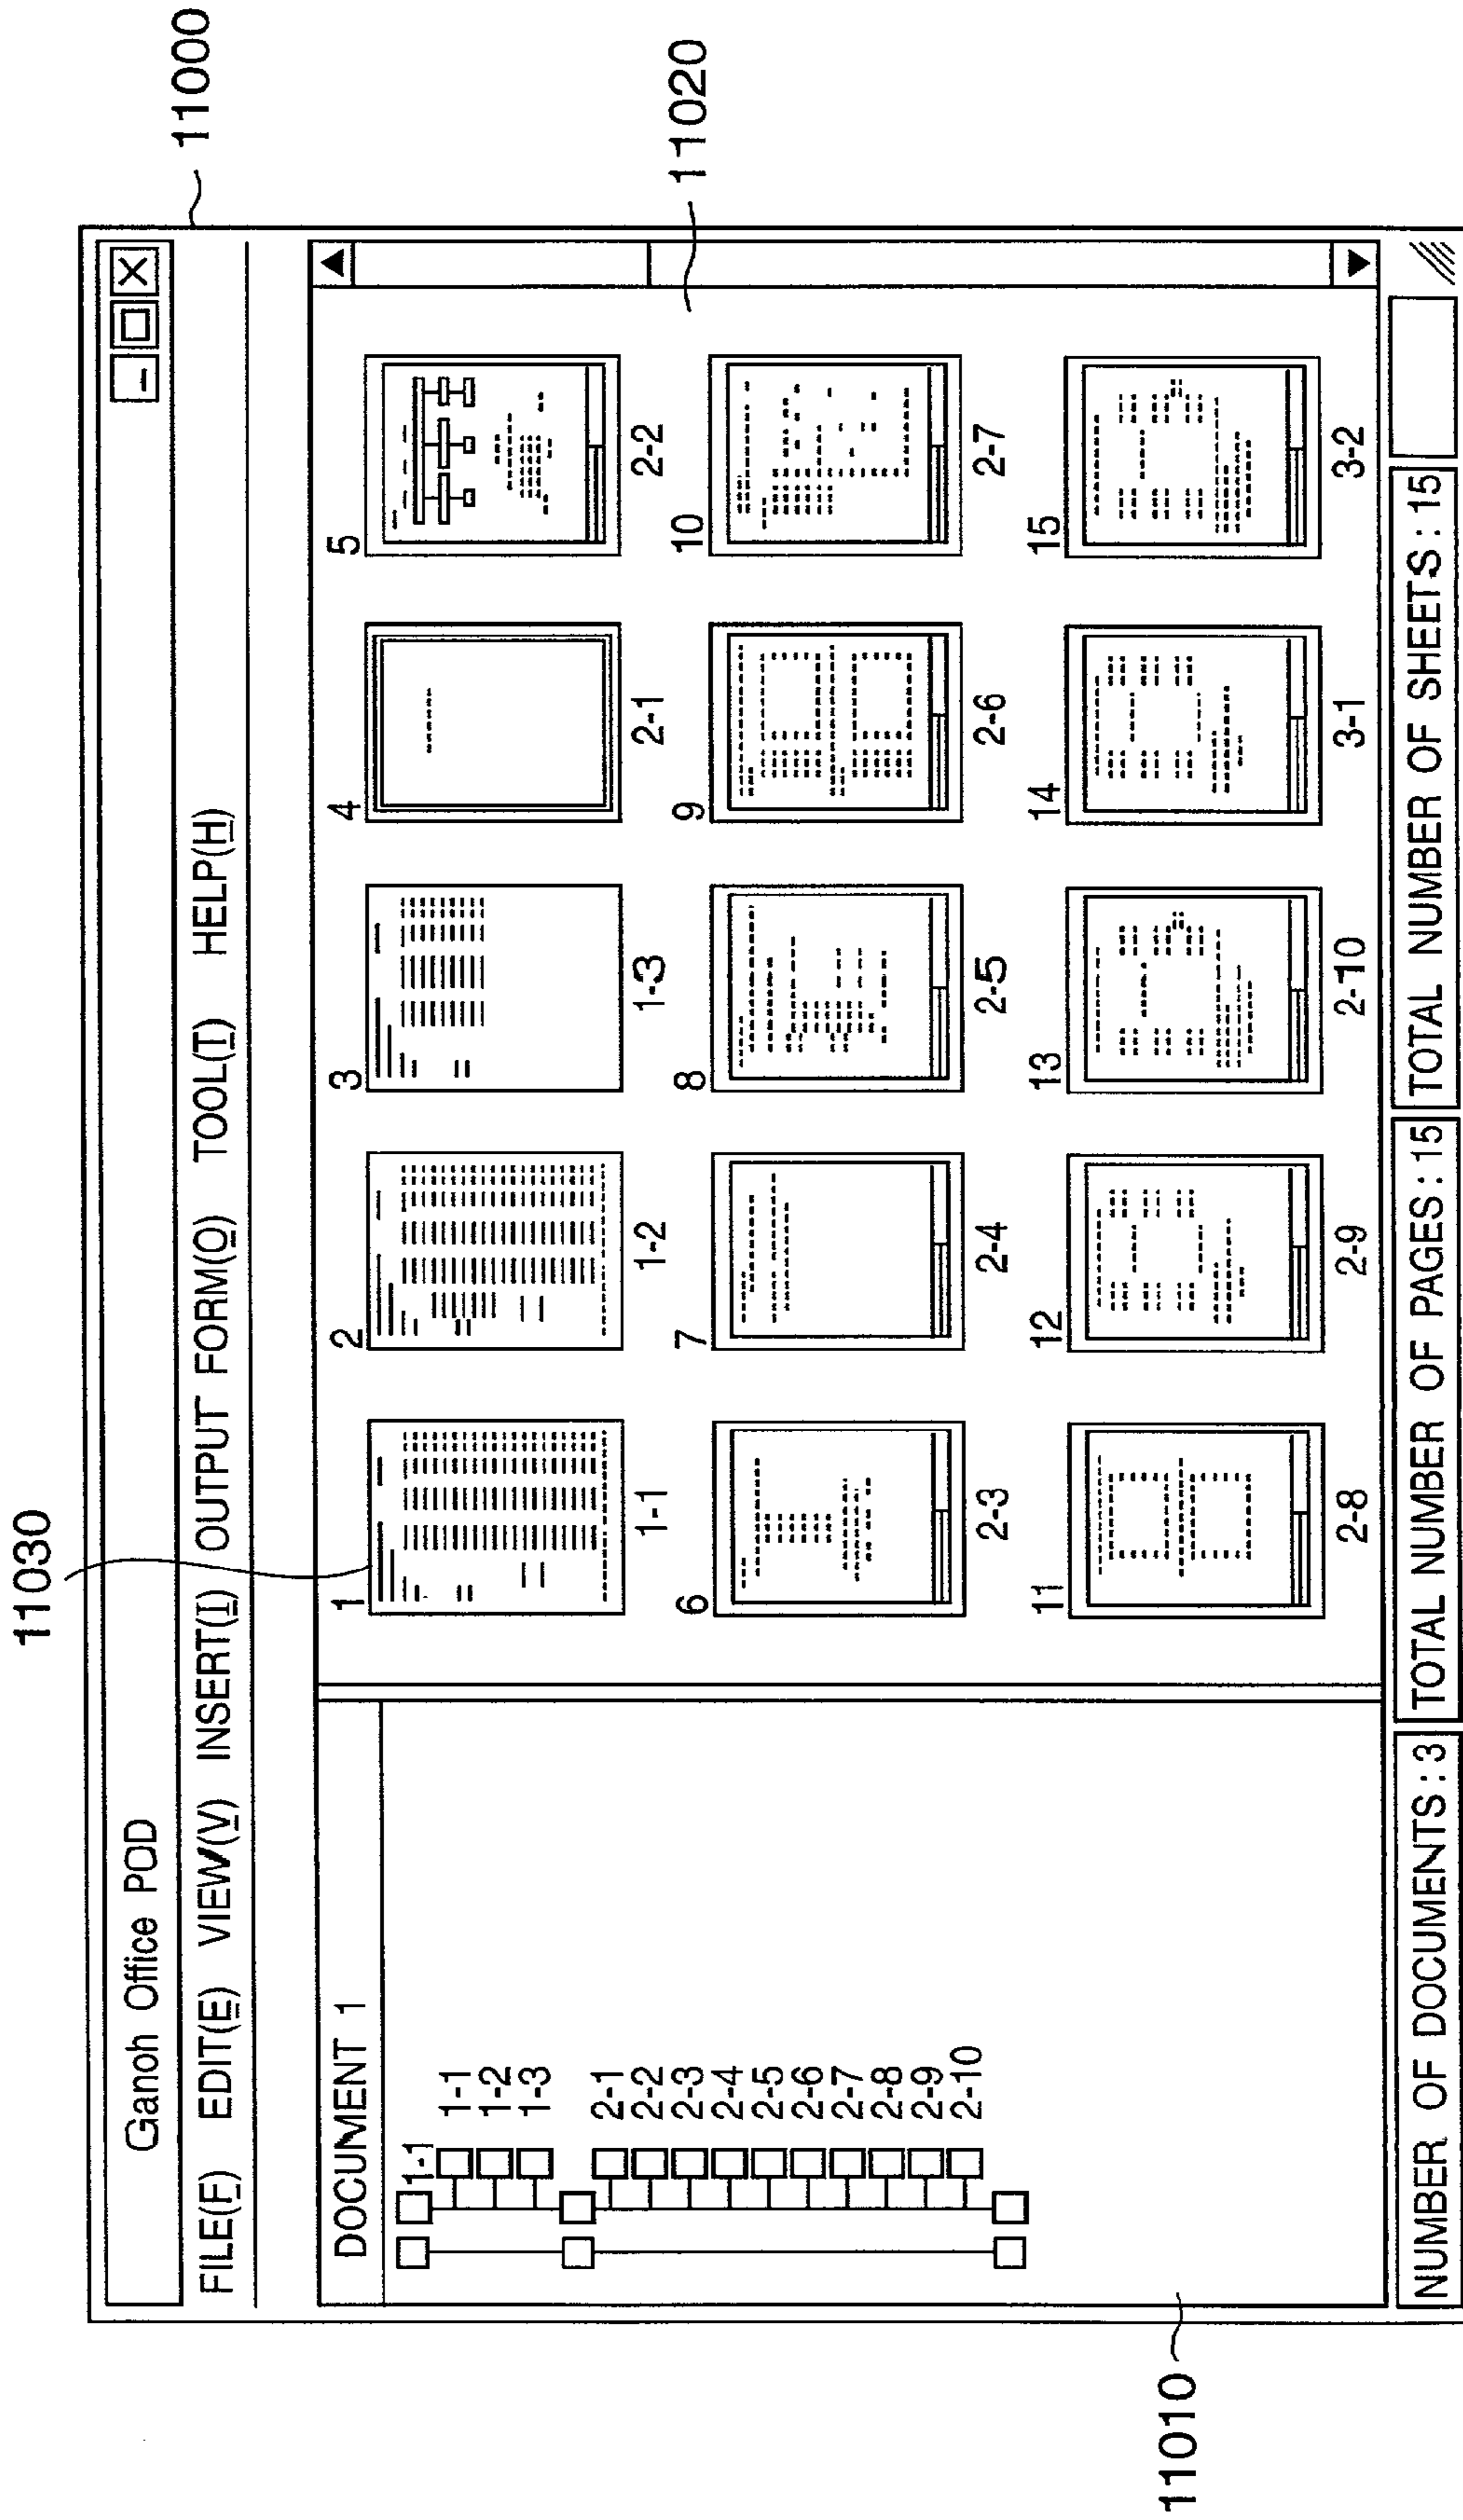 11030
11000
Ganoh Office POD
FILE(F) EDIT(E) VIEW(V) INSERT(I) OUTPUT FORM(O) TOOL(T) HELP(H)
DOCUMENT 1
1-1
1-1
1-2
1-3
2-1
2-2
2-3
2-4
2-5
2-6
2-7
2-8
2-9
2-10
11010
11020
1 2 3 4 5
1-1 1-2 1-3 2-1 2-2
6 7 8 9 10
2-3 2-4 2-5 2-6 2-7
11 12 13 14 15
2-8 2-9 2-10 3-1 3-2
NUMBER OF DOCUMENTS:3 TOTAL NUMBER OF PAGES:15 TOTAL NUMBER OF SHEETS:15